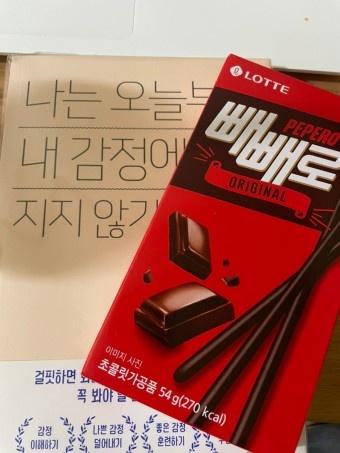 나는 오늘부
내 감정에
지지 않기
LOTTE
PEPERO
빼빼로
ORIGINAL
이미지 사진
초콜릿가공품 54 g(270 kcal)
걸핏하면
꼭 봐야 할
감정
이해하기
나쁜 감정
덜어내기
좋은 감정
훈련하기